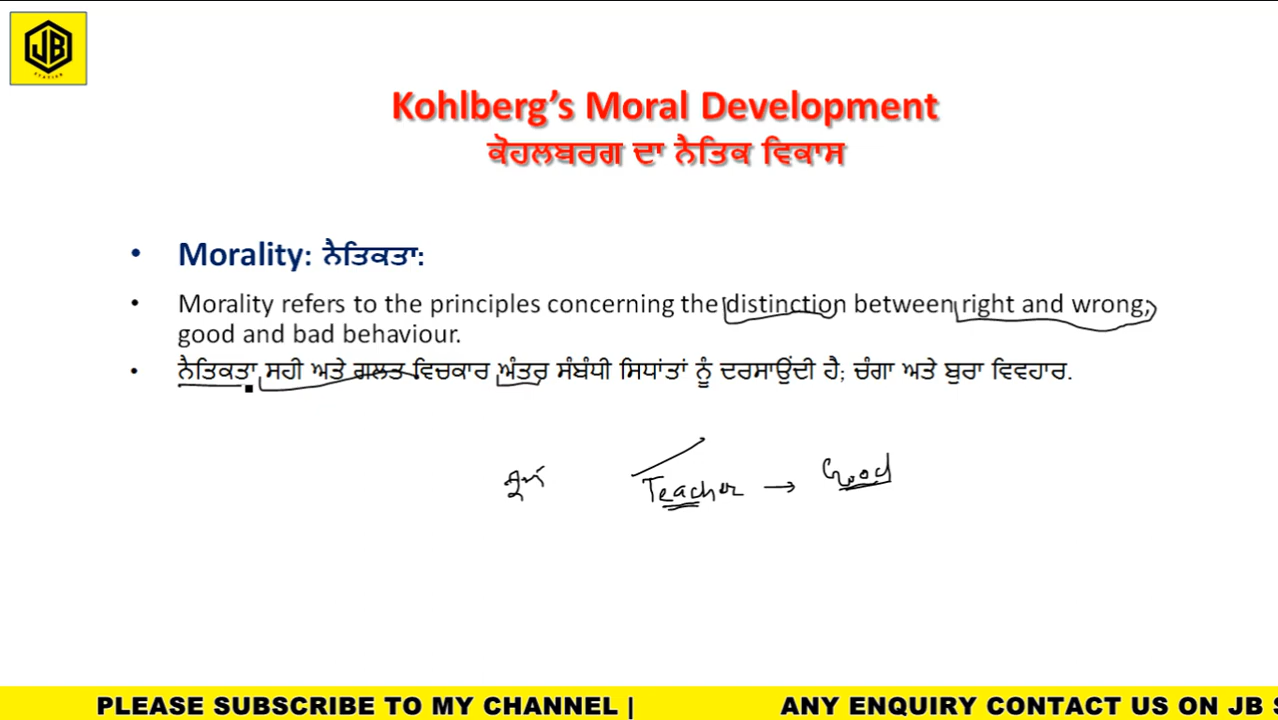 JB
Kohlberg's Moral Development
ਕੋਹਲਬਰਗ ਦਾ ਨੈਤਿਕ ਵਿਕਾਸ
• Morality: ਨੈਤਿਕਤਾ:
• Morality refers to the principles concerning the distinction between right and wrong,
good and bad behaviour.
• ਨੈਤਿਕਤਾ ਸਹੀ ਅਤੇ ਗਲਤ ਵਿਚਕਾਰ ਅੰਤਰ ਸੰਬੰਧੀ ਸਿਧਾਂਤਾਂ ਨੂੰ ਦਰਸਾਉਂਦੀ ਹੈ; ਚੰਗਾ ਅਤੇ ਬੁਰਾ ਵਿਵਹਾਰ.
Teacher → Good
PLEASE SUBSCRIBE TO MY CHANNEL | ANY ENQUIRY CONTACT US ON JB